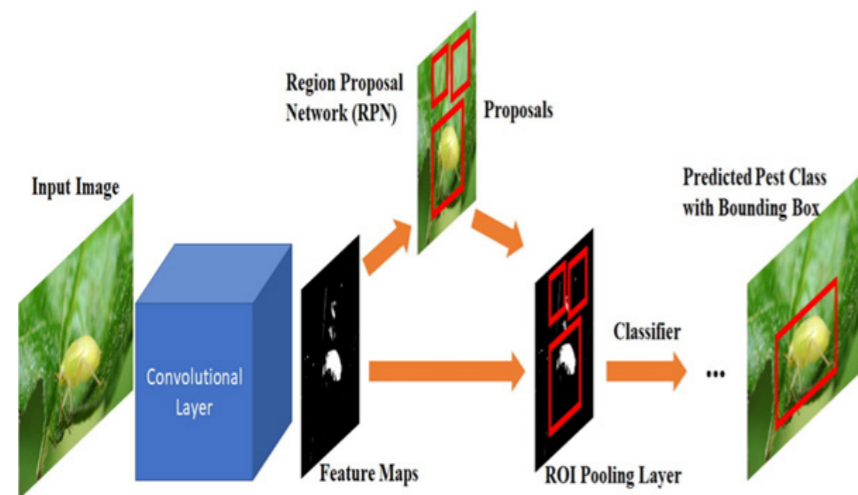 Region Proposal
Network (RPN)
Proposals
Input Image
Predicted Pest Class
with Bounding Box
Convolutional
Layer
Classifier
...
Feature Maps
ROI Pooling Layer